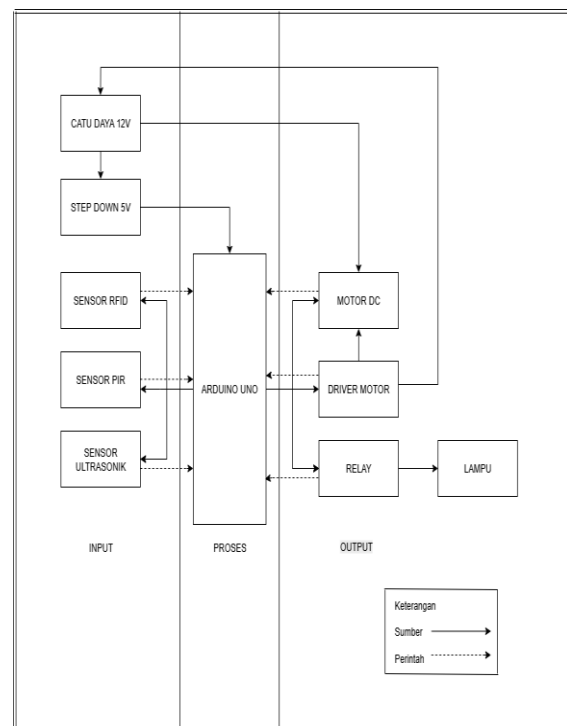 CATU DAYA 12V
STEP DOWN 5V
SENSOR RFID
MOTOR DC
SENSOR PIR
ARDUINO UNO
DRIVER MOTOR
SENSOR
ULTRASONIK
RELAY
LAMPU
INPUT
PROSES
OUTPUT
Keterangan
Sumber
Perintah